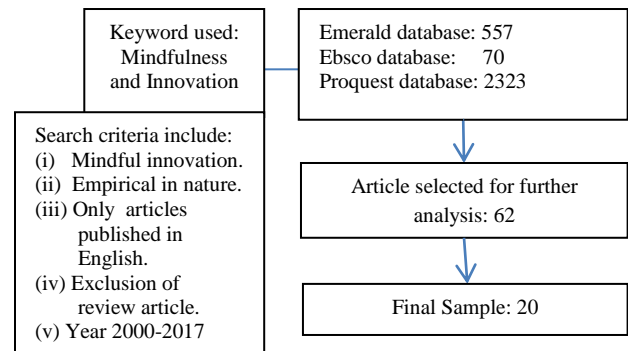 Keyword used:
Mindfulness
and Innovation
Emerald database: 557
Ebsco database: 70
Proquest database: 2323
Search criteria include:
(i) Mindful innovation.
(ii) Empirical in nature.
(iii) Only articles
published in
English.
(iv) Exclusion of
review article.
(v) Year 2000-2017
Article selected for further
analysis: 62
Final Sample: 20